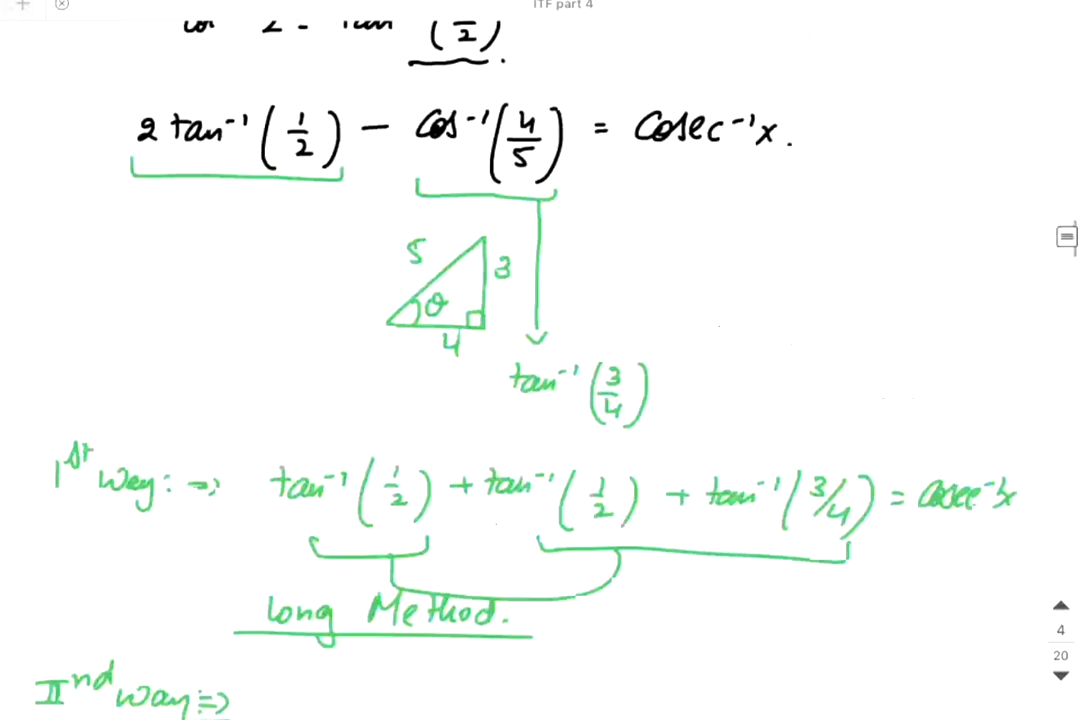 ITF part 4
(1/2).
2 tan⁻¹(1/2) − cos⁻¹(4/5) = cosec⁻¹x.
5
3
θ
4
tan⁻¹(3/4)
1st Way: ⇒ tan⁻¹(1/2) + tan⁻¹(1/2) + tan⁻¹(3/4) = cosec⁻¹x
long Method.
4
20
IInd Way ⇒